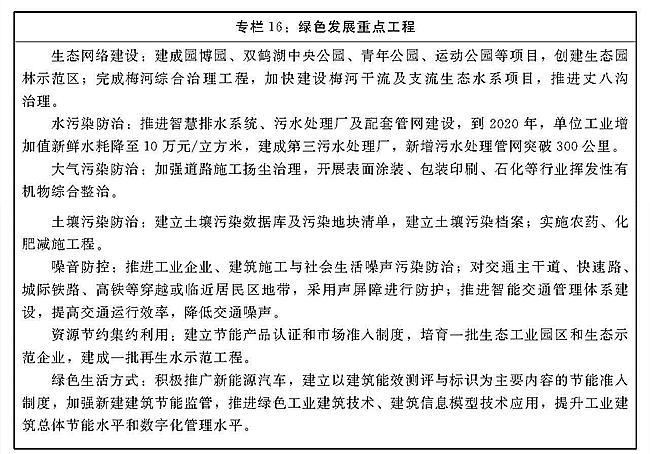 专栏 16：绿色发展重点工程
生态网络建设：建成园博园、双鹤湖中央公园、青年公园、运动公园等项目，创建生态园
林示范区；完成梅河综合治理工程，加快建设梅河干流及支流生态水系项目，推进丈八沟
治理。
水污染防治：推进智慧排水系统、污水处理厂及配套管网建设，到 2020 年，单位工业增
加值新鲜水耗降至 10 万元/立方米，建成第三污水处理厂，新增污水处理管网突破 300 公里。
大气污染防治：加强道路施工扬尘治理，开展表面涂装、包装印刷、石化等行业挥发性有
机物综合整治。
土壤污染防治：建立土壤污染数据库及污染地块清单，建立土壤污染档案；实施农药、化
肥减施工程。
噪音防控：推进工业企业、建筑施工与社会生活噪声污染防治；对交通主干道、快速路、
城际铁路、高铁等穿越或临近居民区地带，采用声屏障进行防护；推进智能交通管理体系建
设，提高交通运行效率，降低交通噪声。
资源节约集约利用：建立节能产品认证和市场准入制度，培育一批生态工业园区和生态示
范企业，建成一批再生水示范工程。
绿色生活方式：积极推广新能源汽车，建立以建筑能效测评与标识为主要内容的节能准入
制度，加强新建建筑节能监管，推进绿色工业建筑技术、建筑信息模型技术应用，提升工业建
筑总体节能水平和数字化管理水平。